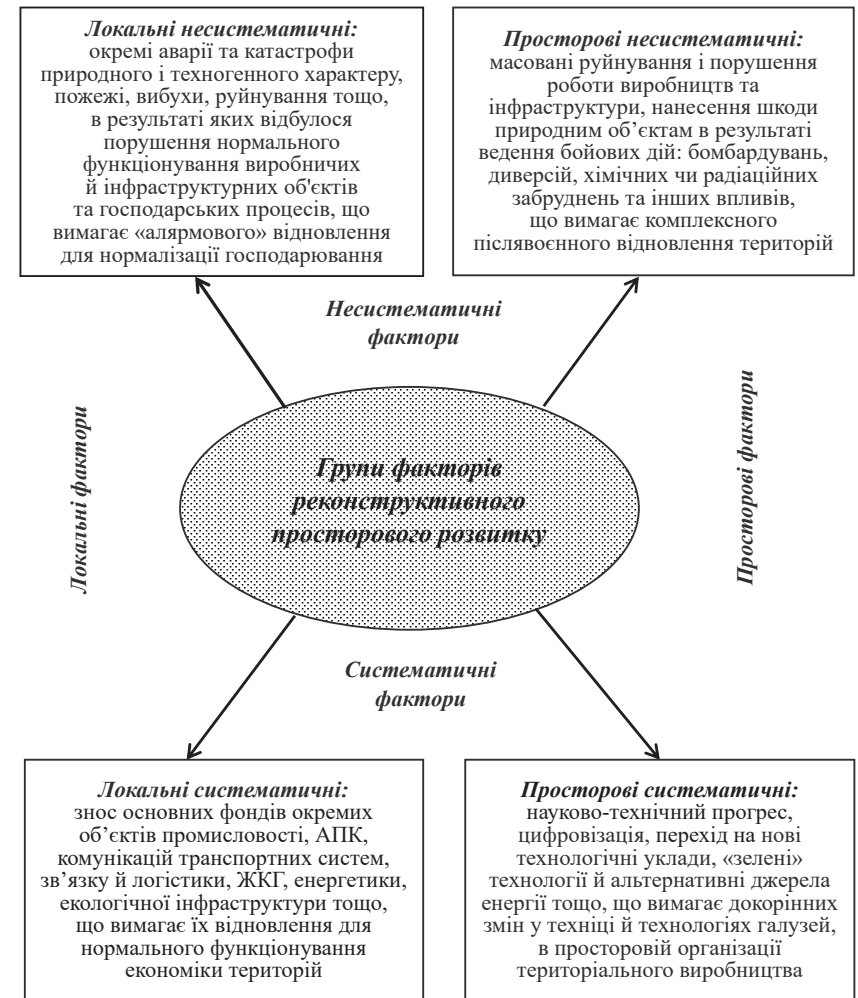 Локальні несистематичні:
окремі аварії та катастрофи
природного і техногенного характеру,
пожежі, вибухи, руйнування тощо,
в результаті яких відбулося
порушення нормального
функціонування виробничих
й інфраструктурних об'єктів
та господарських процесів, що
вимагає «алярмового» відновлення
для нормалізації господарювання
Просторові несистематичні:
масовані руйнування і порушення
роботи виробництв та
інфраструктури, нанесення шкоди
природним об’єктам в результаті
ведення бойових дій: бомбардувань,
диверсій, хімічних чи радіаційних
забруднень та інших впливів,
що вимагає комплексного
післявоєнного відновлення територій
Несистематичні
фактори
Локальні фактори
Групи факторів
реконструктивного
просторового розвитку
Просторові фактори
Систематичні
фактори
Локальні систематичні:
знос основних фондів окремих
об’єктів промисловості, АПК,
комунікацій транспортних систем,
зв’язку й логістики, ЖКГ, енергетики,
екологічної інфраструктури тощо,
що вимагає їх відновлення для
нормального функціонування
економіки територій
Просторові систематичні:
науково-технічний прогрес,
цифровізація, перехід на нові
технологічні уклади, «зелені»
технології й альтернативні джерела
енергії тощо, що вимагає докорінних
змін у техніці й технологіях галузей,
в просторовій організації
територіального виробництва